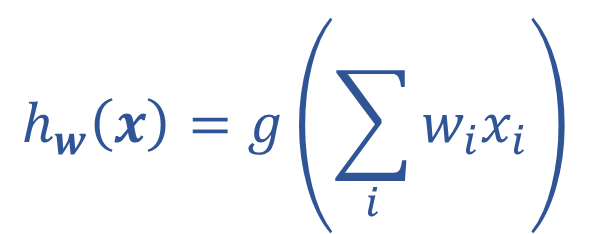 h_w(x) = g(∑_i w_i x_i)